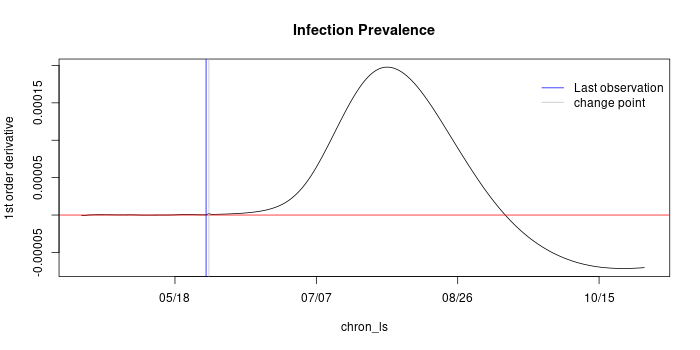 Infection Prevalence
1st order derivative
0.00015
0.00005
-0.00005
Last observation
change point
05/18
07/07
08/26
10/15
chron_ls